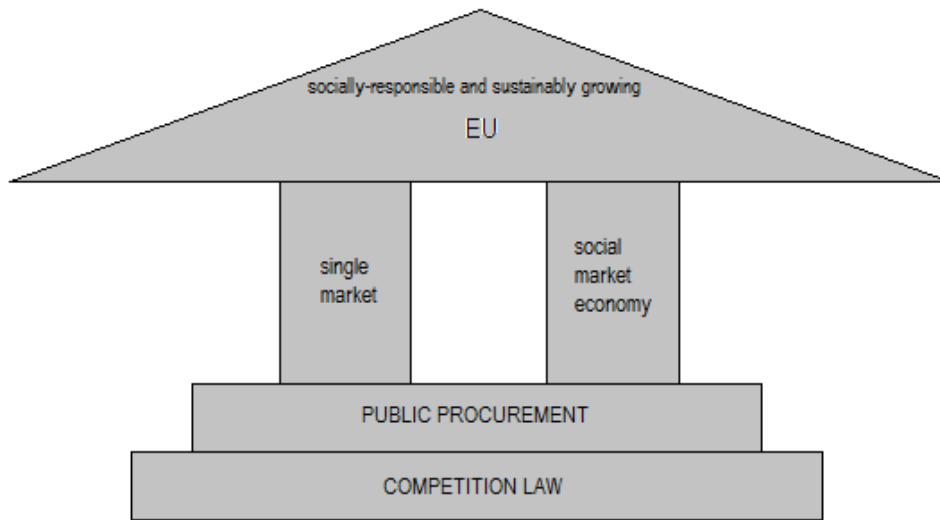 socially-responsible and sustainably growing
EU
single
market
social
market
economy
PUBLIC PROCUREMENT
COMPETITION LAW